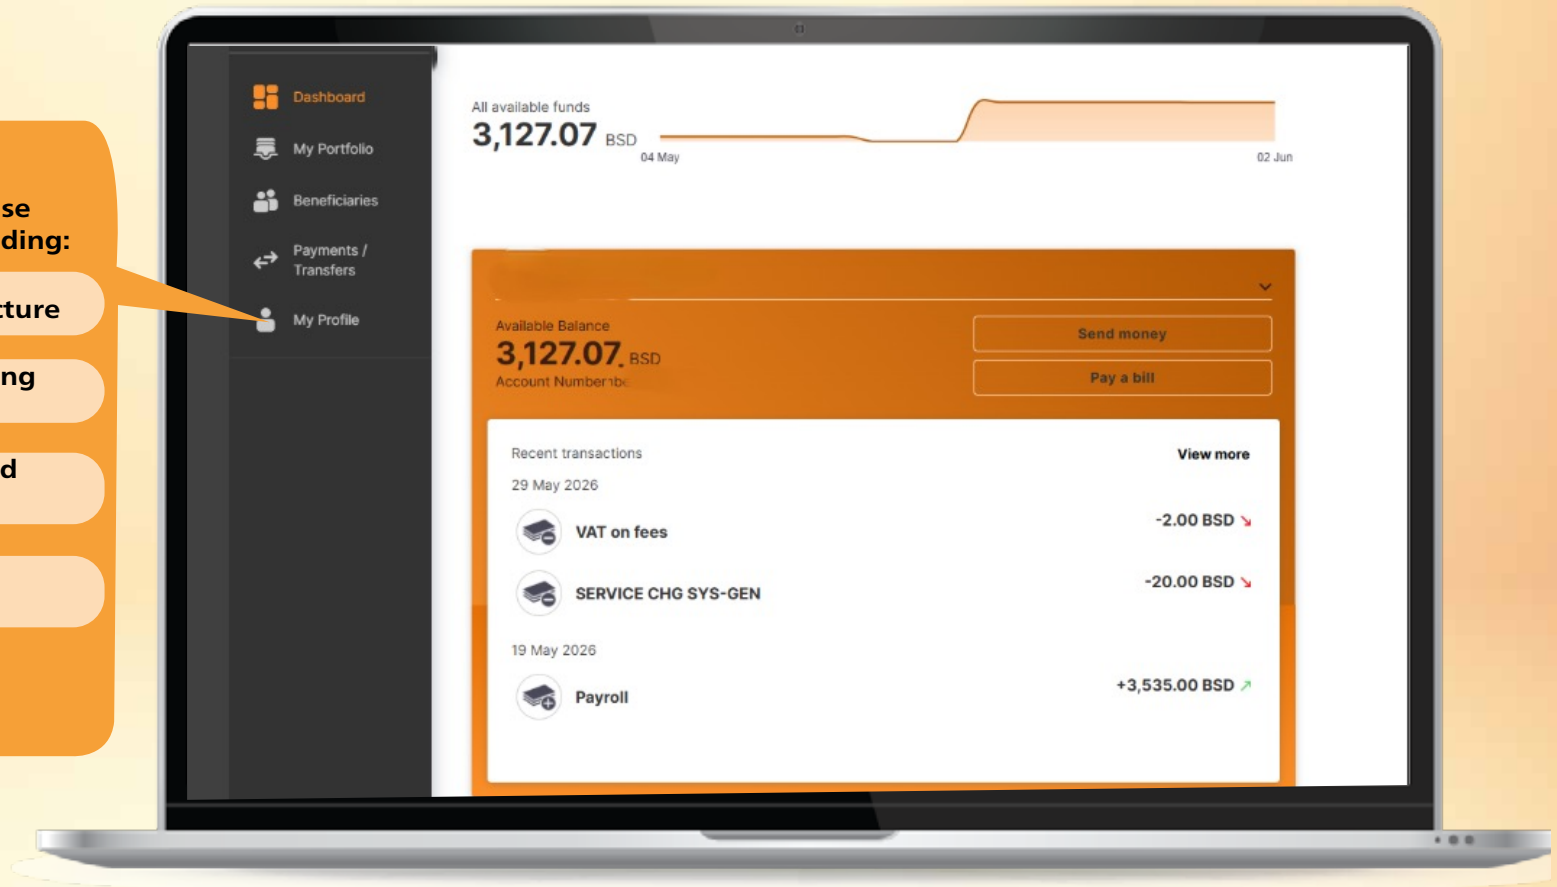 se
ding:
cture
ng
d
Dashboard
My Portfolio
Beneficiaries
Payments /
Transfers
My Profile
All available funds
3,127.07 BSD
04 May
02 Jun
Available Balance
3,127.07 BSD
Account Number
Send money
Pay a bill
Recent transactions
View more
29 May 2026
VAT on fees
-2.00 BSD
SERVICE CHG SYS-GEN
-20.00 BSD
19 May 2026
Payroll
+3,535.00 BSD